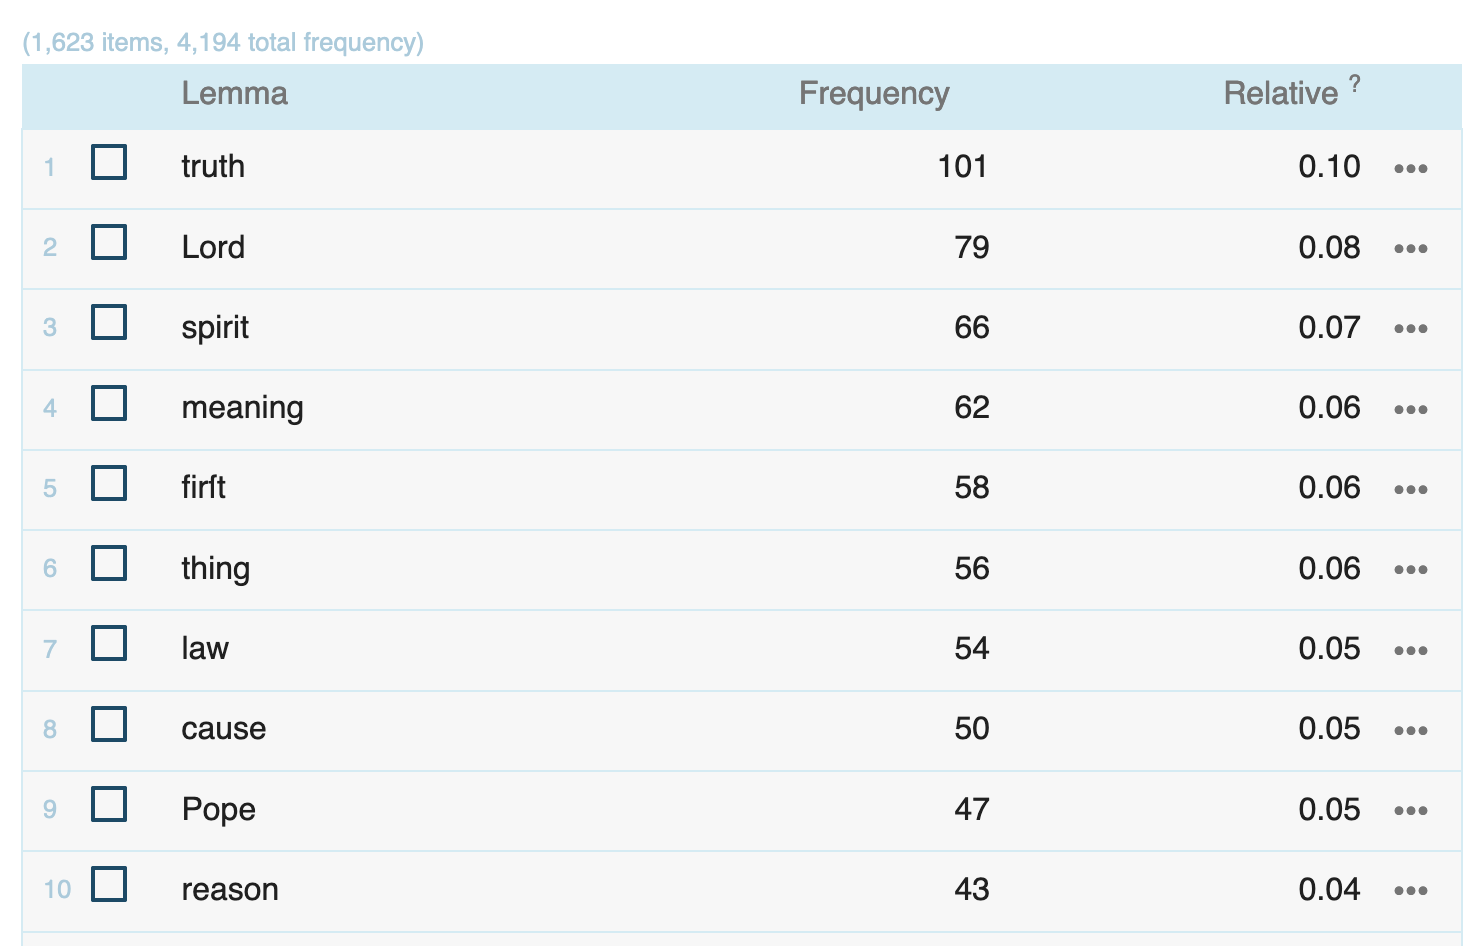 (1,623 items, 4,194 total frequency)
Lemma Frequency Relative ?
1 truth 101 0.10 •••
2 Lord 79 0.08 •••
3 spirit 66 0.07 •••
4 meaning 62 0.06 •••
5 firſt 58 0.06 •••
6 thing 56 0.06 •••
7 law 54 0.05 •••
8 cause 50 0.05 •••
9 Pope 47 0.05 •••
10 reason 43 0.04 •••